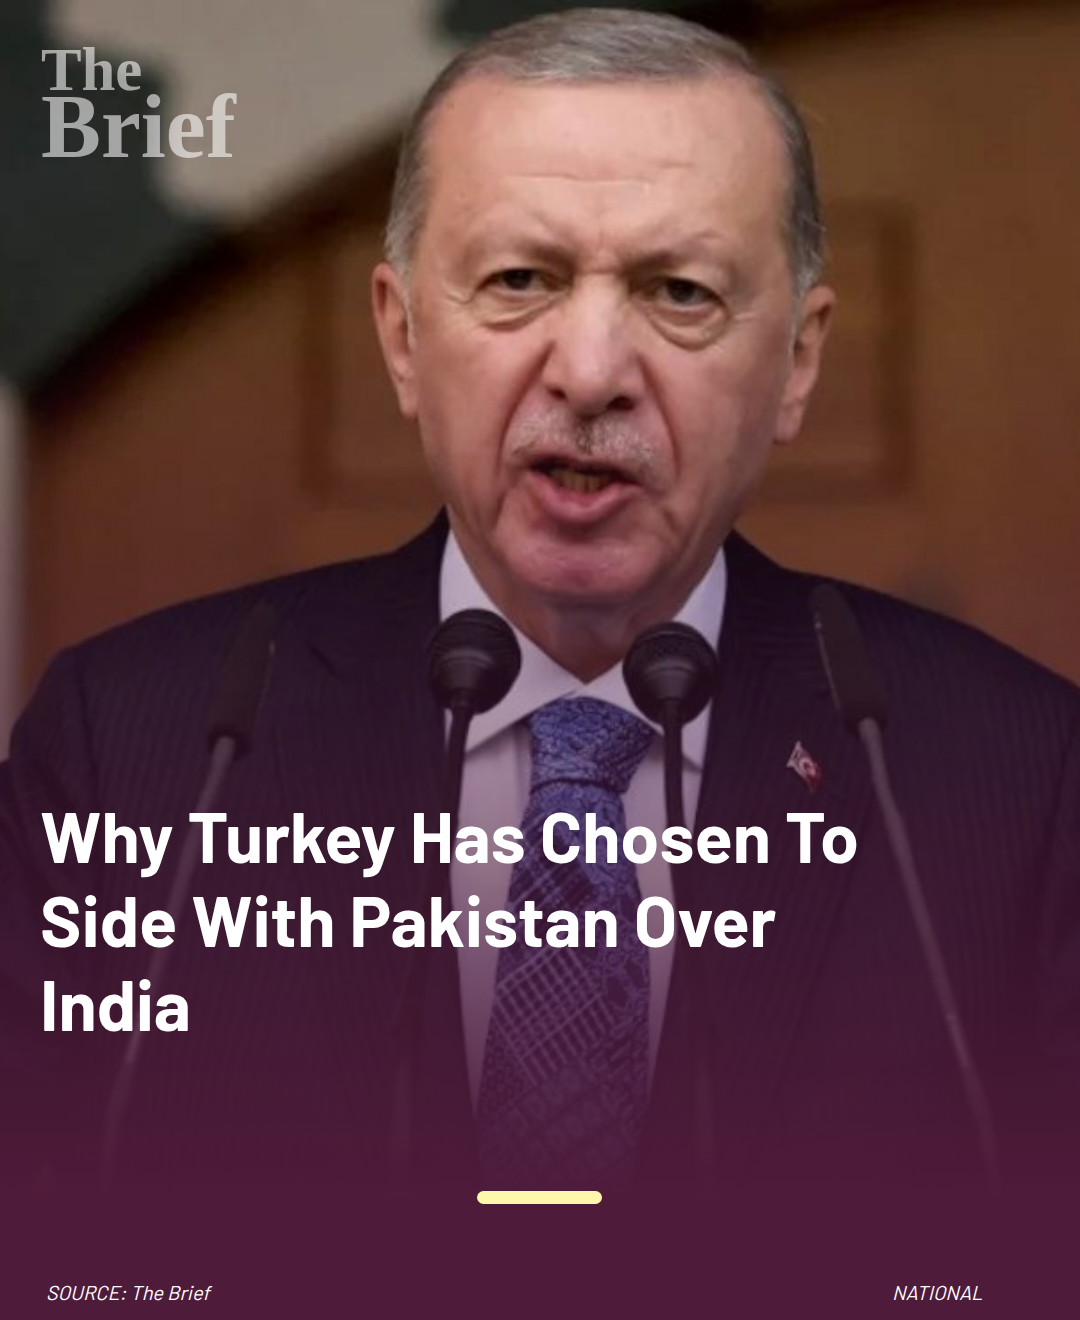 The
Brief
Why Turkey Has Chosen To
Side With Pakistan Over
India
SOURCE: The Brief
NATIONAL